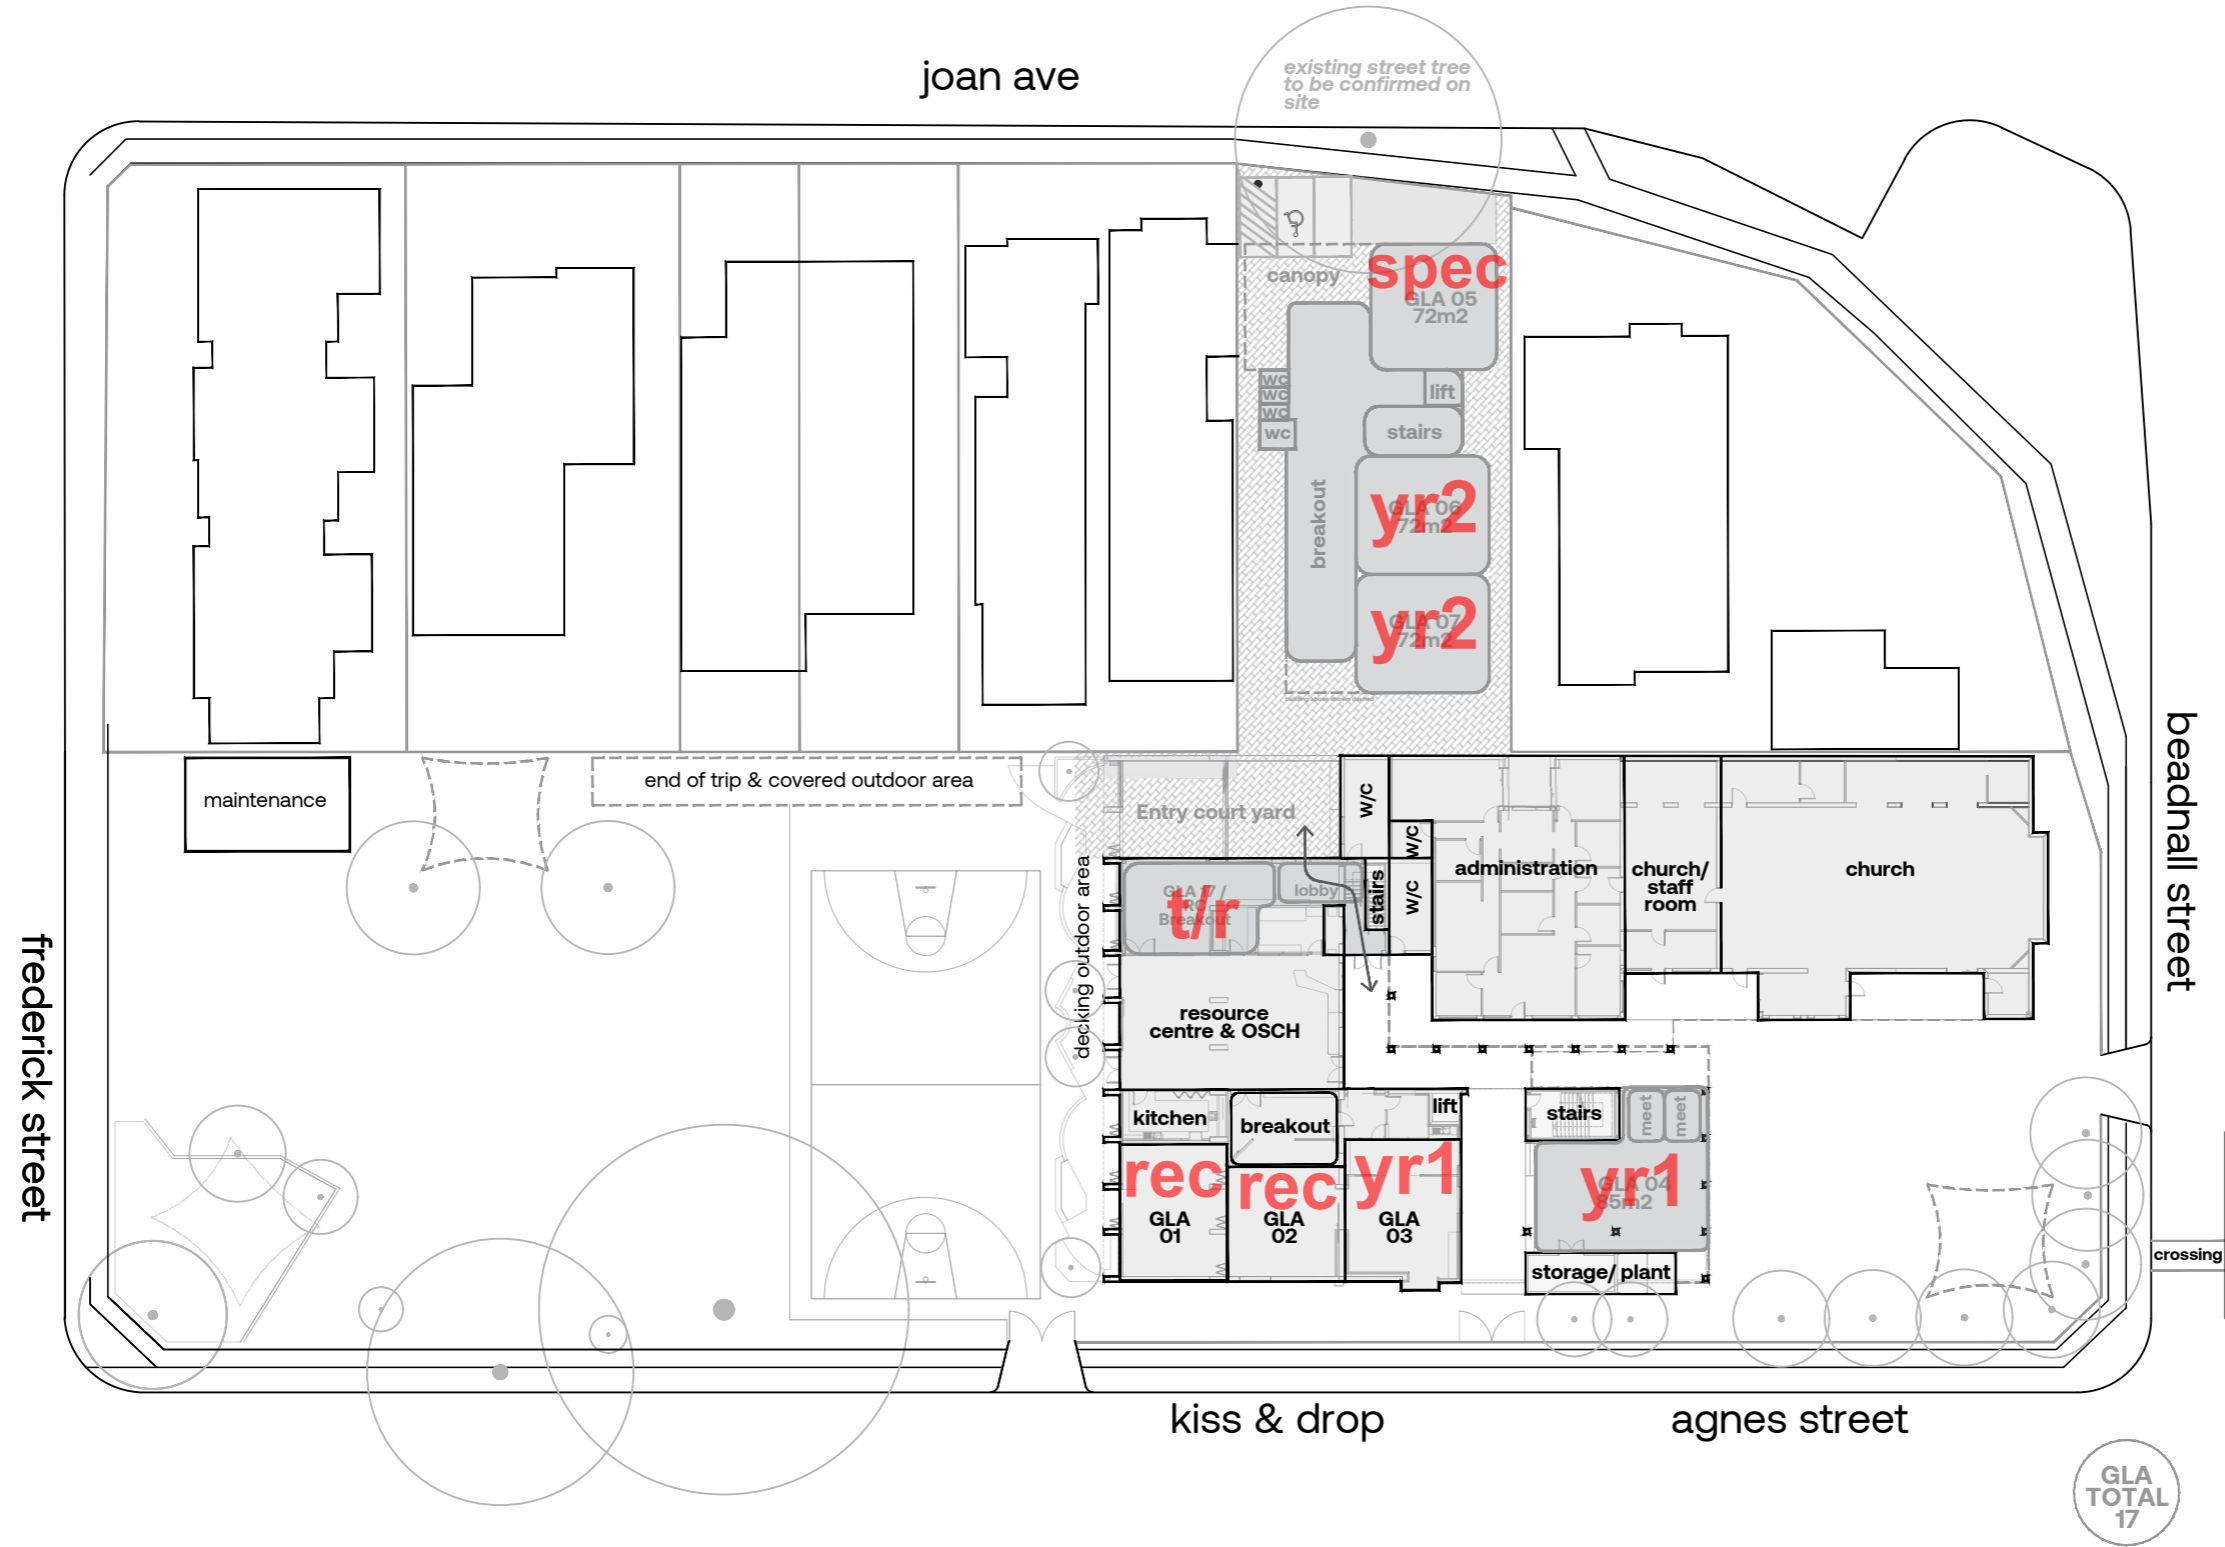 joan ave
existing street tree
to be confirmed on
site
canopy
spec
GLA 05
72m2
wc
wc
wc
wc
lift
stairs
breakout
yr2
GLA 06
72m2
yr2
GLA 07
72m2
maintenance
end of trip & covered outdoor area
Entry court yard
W/C
W/C
W/C
stairs
administration
church/
staff
room
church
beadnall street
frederick street
decking outdoor area
t/r
GLA 17 /
RC
Breakout
lobby
resource
centre & OSCH
kitchen
breakout
lift
stairs
meet
meet
rec
GLA
01
rec
GLA
02
yr1
GLA
03
yr1
GLA 04
85m2
storage/ plant
crossing
kiss & drop
agnes street
GLA
TOTAL
17